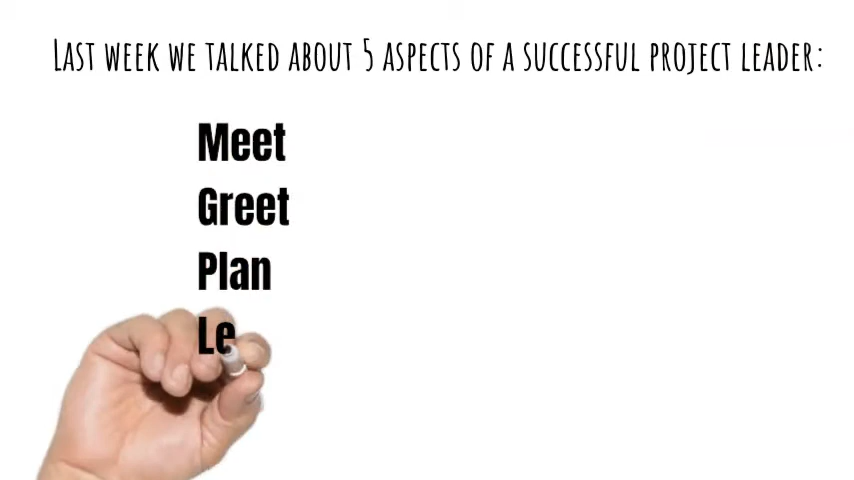 Last week we talked about 5 aspects of a successful project leader:
Meet
Greet
Plan
Le